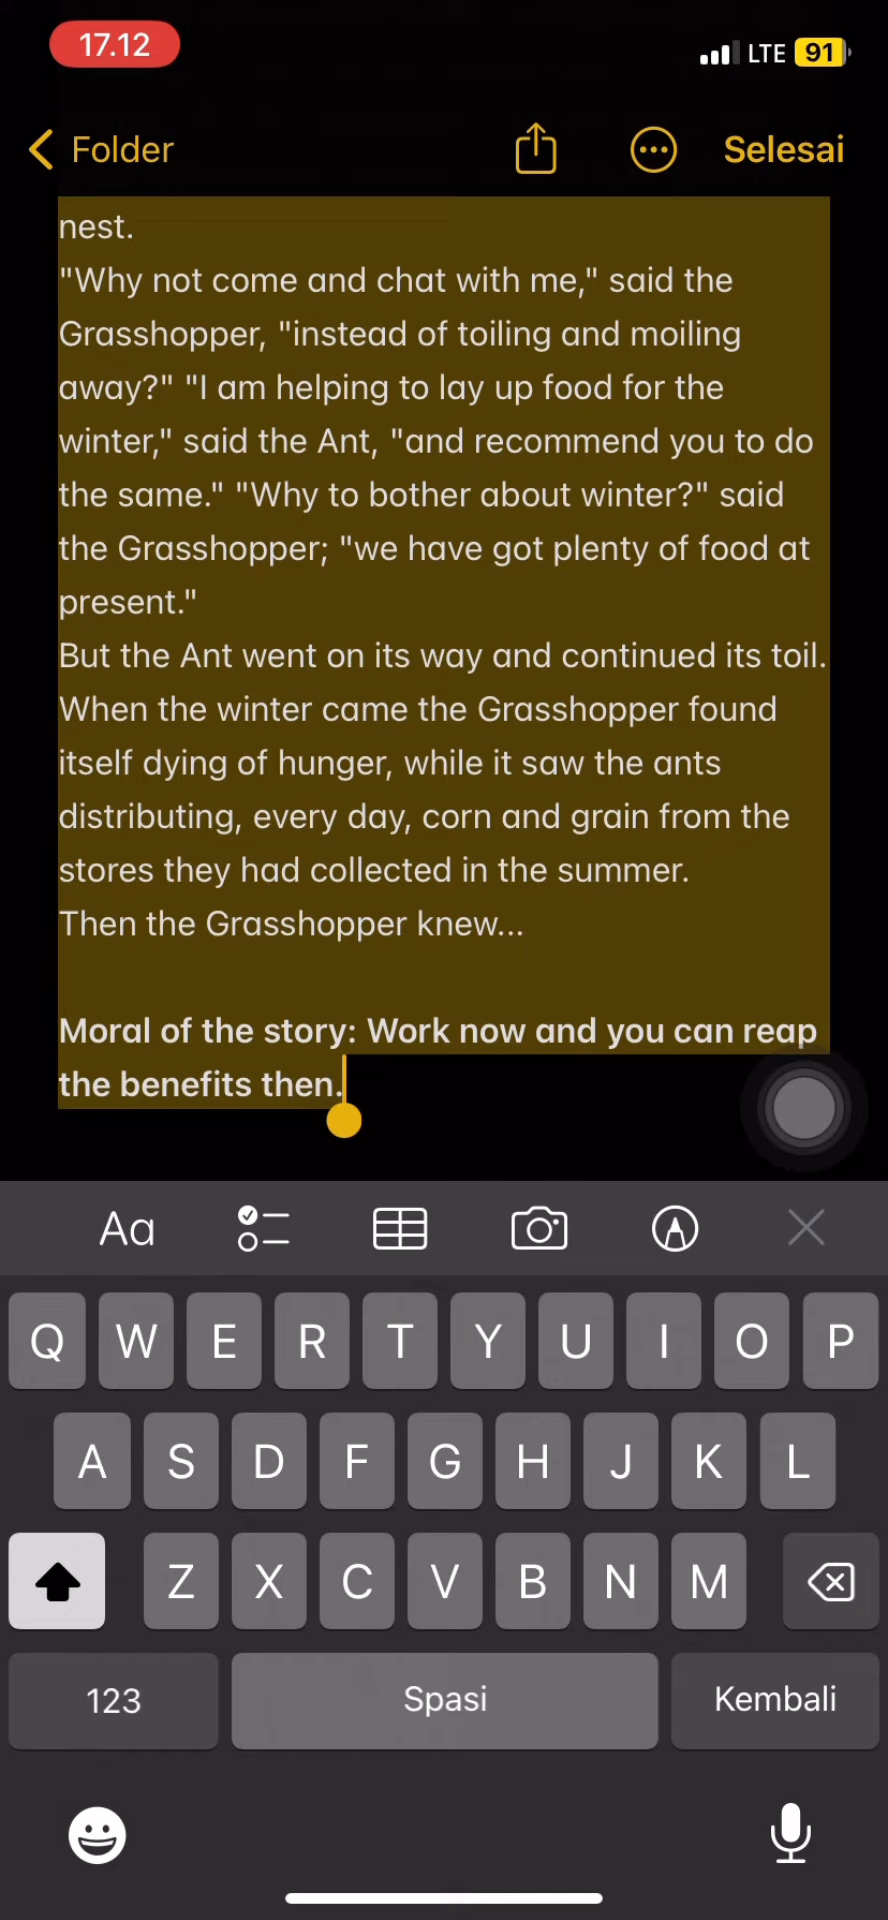 17.12
LTE 91
Folder
Selesai
nest.
"Why not come and chat with me," said the
Grasshopper, "instead of toiling and moiling
away?" "I am helping to lay up food for the
winter," said the Ant, "and recommend you to do
the same." "Why to bother about winter?" said
the Grasshopper; "we have got plenty of food at
present."
But the Ant went on its way and continued its toil.
When the winter came the Grasshopper found
itself dying of hunger, while it saw the ants
distributing, every day, corn and grain from the
stores they had collected in the summer.
Then the Grasshopper knew...
Moral of the story: Work now and you can reap
the benefits then.
Aa
Q W E R T Y U I O P
A S D F G H J K L
Z X C V B N M
123 Spasi Kembali